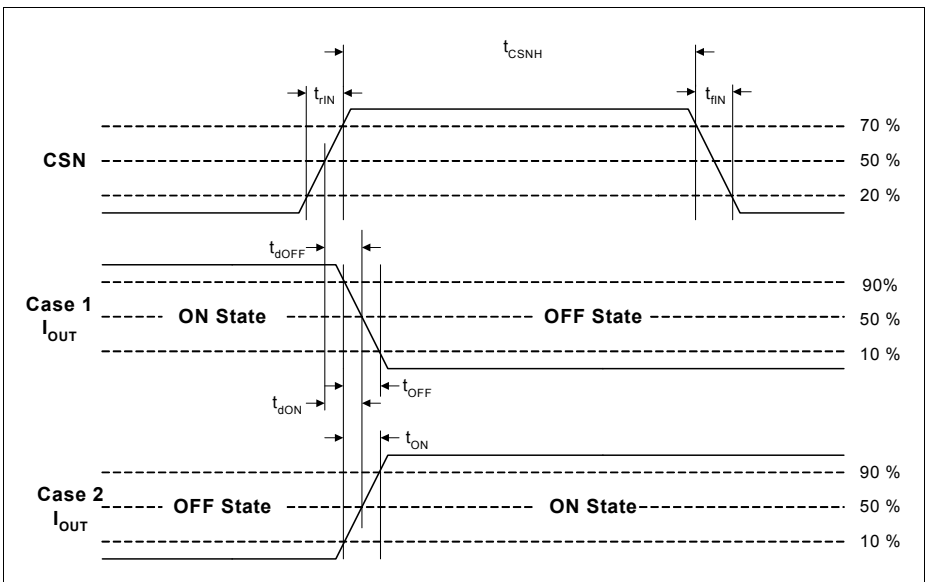 tCSNH
trIN
tfIN
70 %
CSN
50 %
20 %
tdOFF
90%
Case 1
IOUT
ON State
OFF State
50 %
10 %
tOFF
tdON
tON
90 %
Case 2
IOUT
OFF State
ON State
50 %
10 %